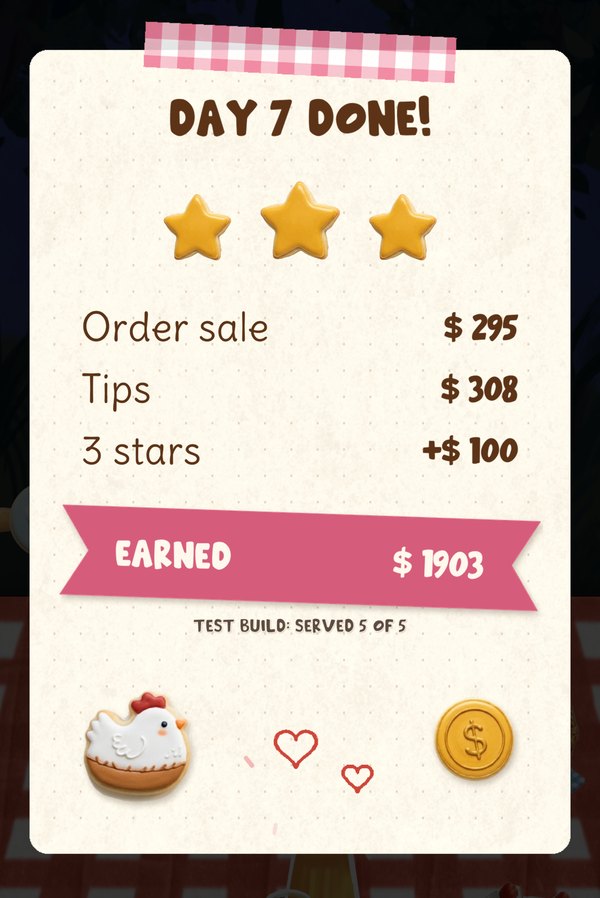 DAY 7 DONE!
Order sale $ 295
Tips $ 308
3 stars +$ 100
EARNED $ 1903
TEST BUILD: SERVED 5 OF 5
$